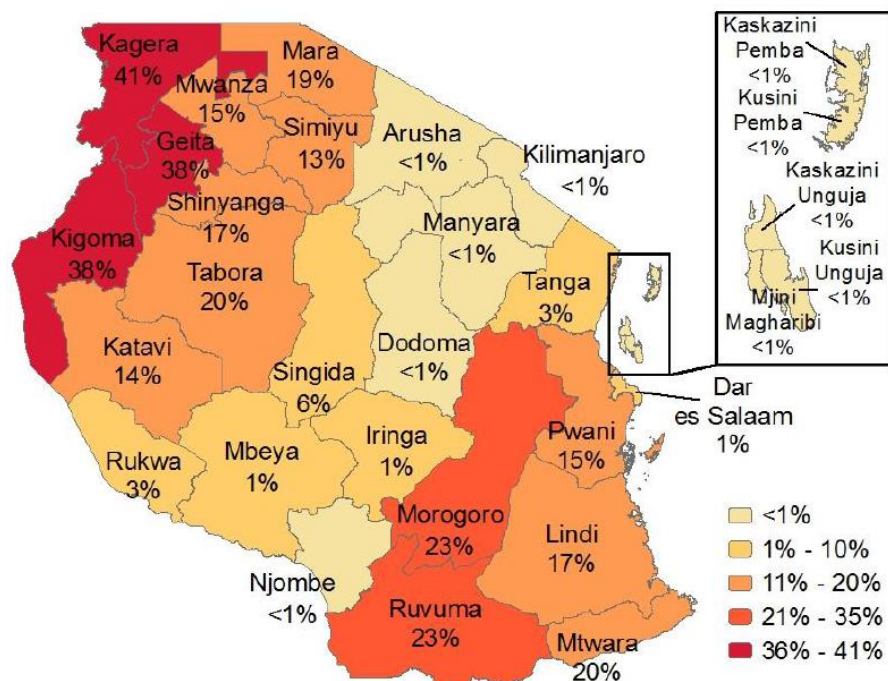 Kagera
41%
Mara
19%
Mwanza
15%
Geita
38%
Simiyu
13%
Arusha
<1%
Kilimanjaro
<1%
Shinyanga
17%
Kigoma
38%
Manyara
<1%
Tabora
20%
Tanga
3%
Katavi
14%
Singida
6%
Dodoma
<1%
Dar
es Salaam
1%
Rukwa
3%
Mbeya
1%
Iringa
1%
Pwani
15%
Morogoro
23%
Lindi
17%
Njombe
<1%
Ruvuma
23%
Mtwara
20%
Kaskazini
Pemba
<1%
Kusini
Pemba
<1%
Kaskazini
Unguja
<1%
Kusini
Unguja
<1%
Mjini
Magharibi
<1%
<1%
1% - 10%
11% - 20%
21% - 35%
36% - 41%